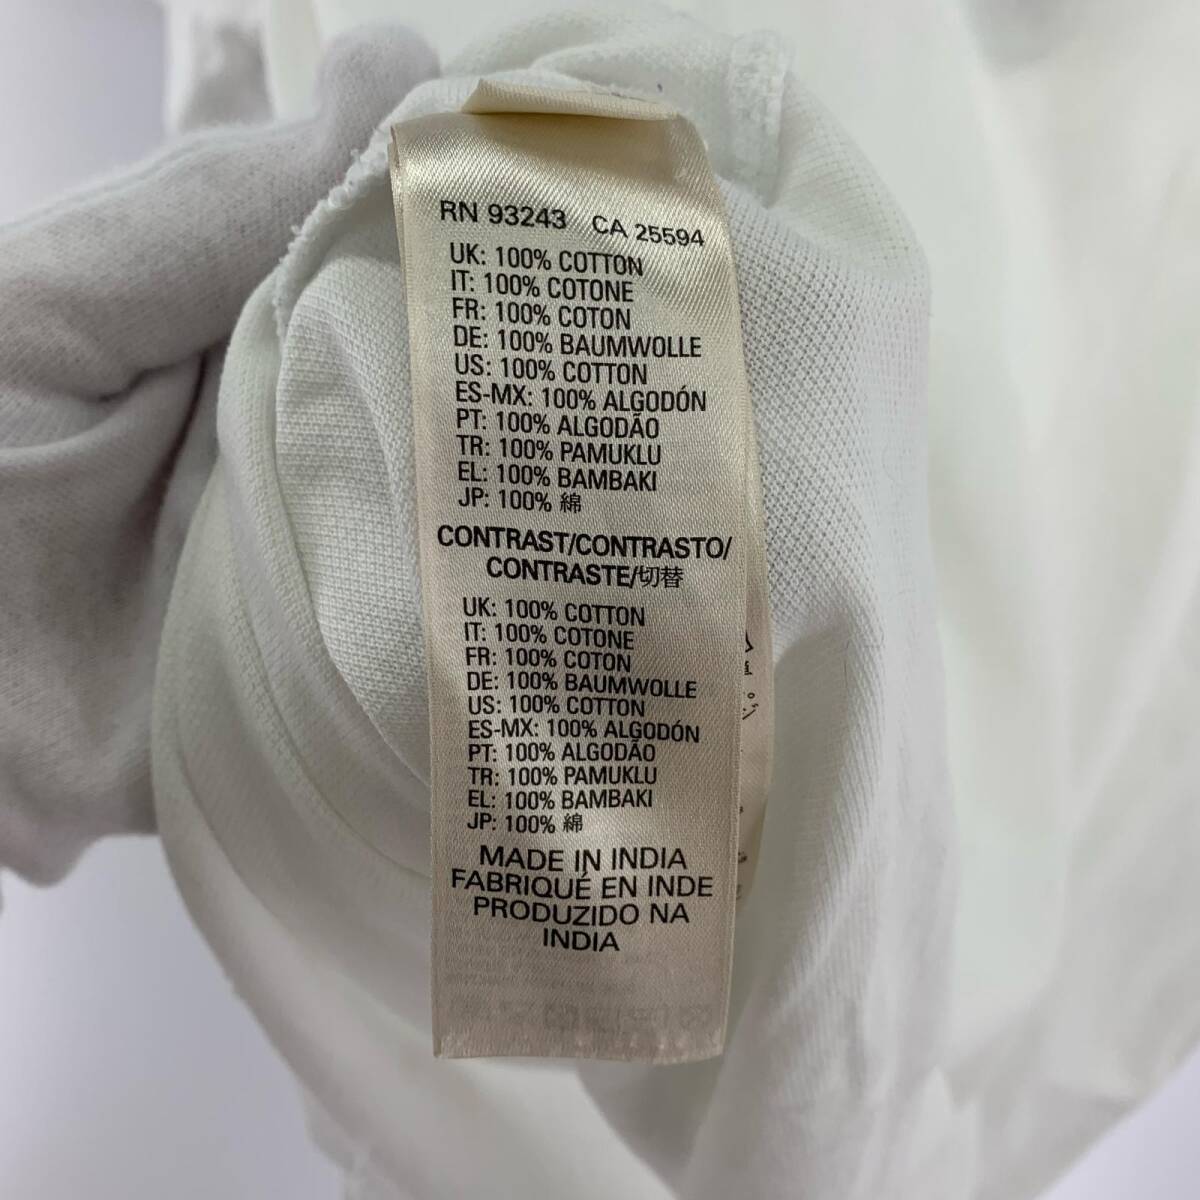 RN 93243 CA 25594
UK: 100% COTTON
IT: 100% COTONE
FR: 100% COTON
DE: 100% BAUMWOLLE
US: 100% COTTON
ES-MX: 100% ALGODÓN
PT: 100% ALGODÃO
TR: 100% PAMUKLU
EL: 100% BAMBAKI
JP: 100% 綿
CONTRAST/CONTRASTO/
CONTRASTE/切替
UK: 100% COTTON
IT: 100% COTONE
FR: 100% COTON
DE: 100% BAUMWOLLE
US: 100% COTTON
ES-MX: 100% ALGODÓN
PT: 100% ALGODÃO
TR: 100% PAMUKLU
EL: 100% BAMBAKI
JP: 100% 綿
MADE IN INDIA
FABRIQUÉ EN INDE
PRODUZIDO NA
INDIA